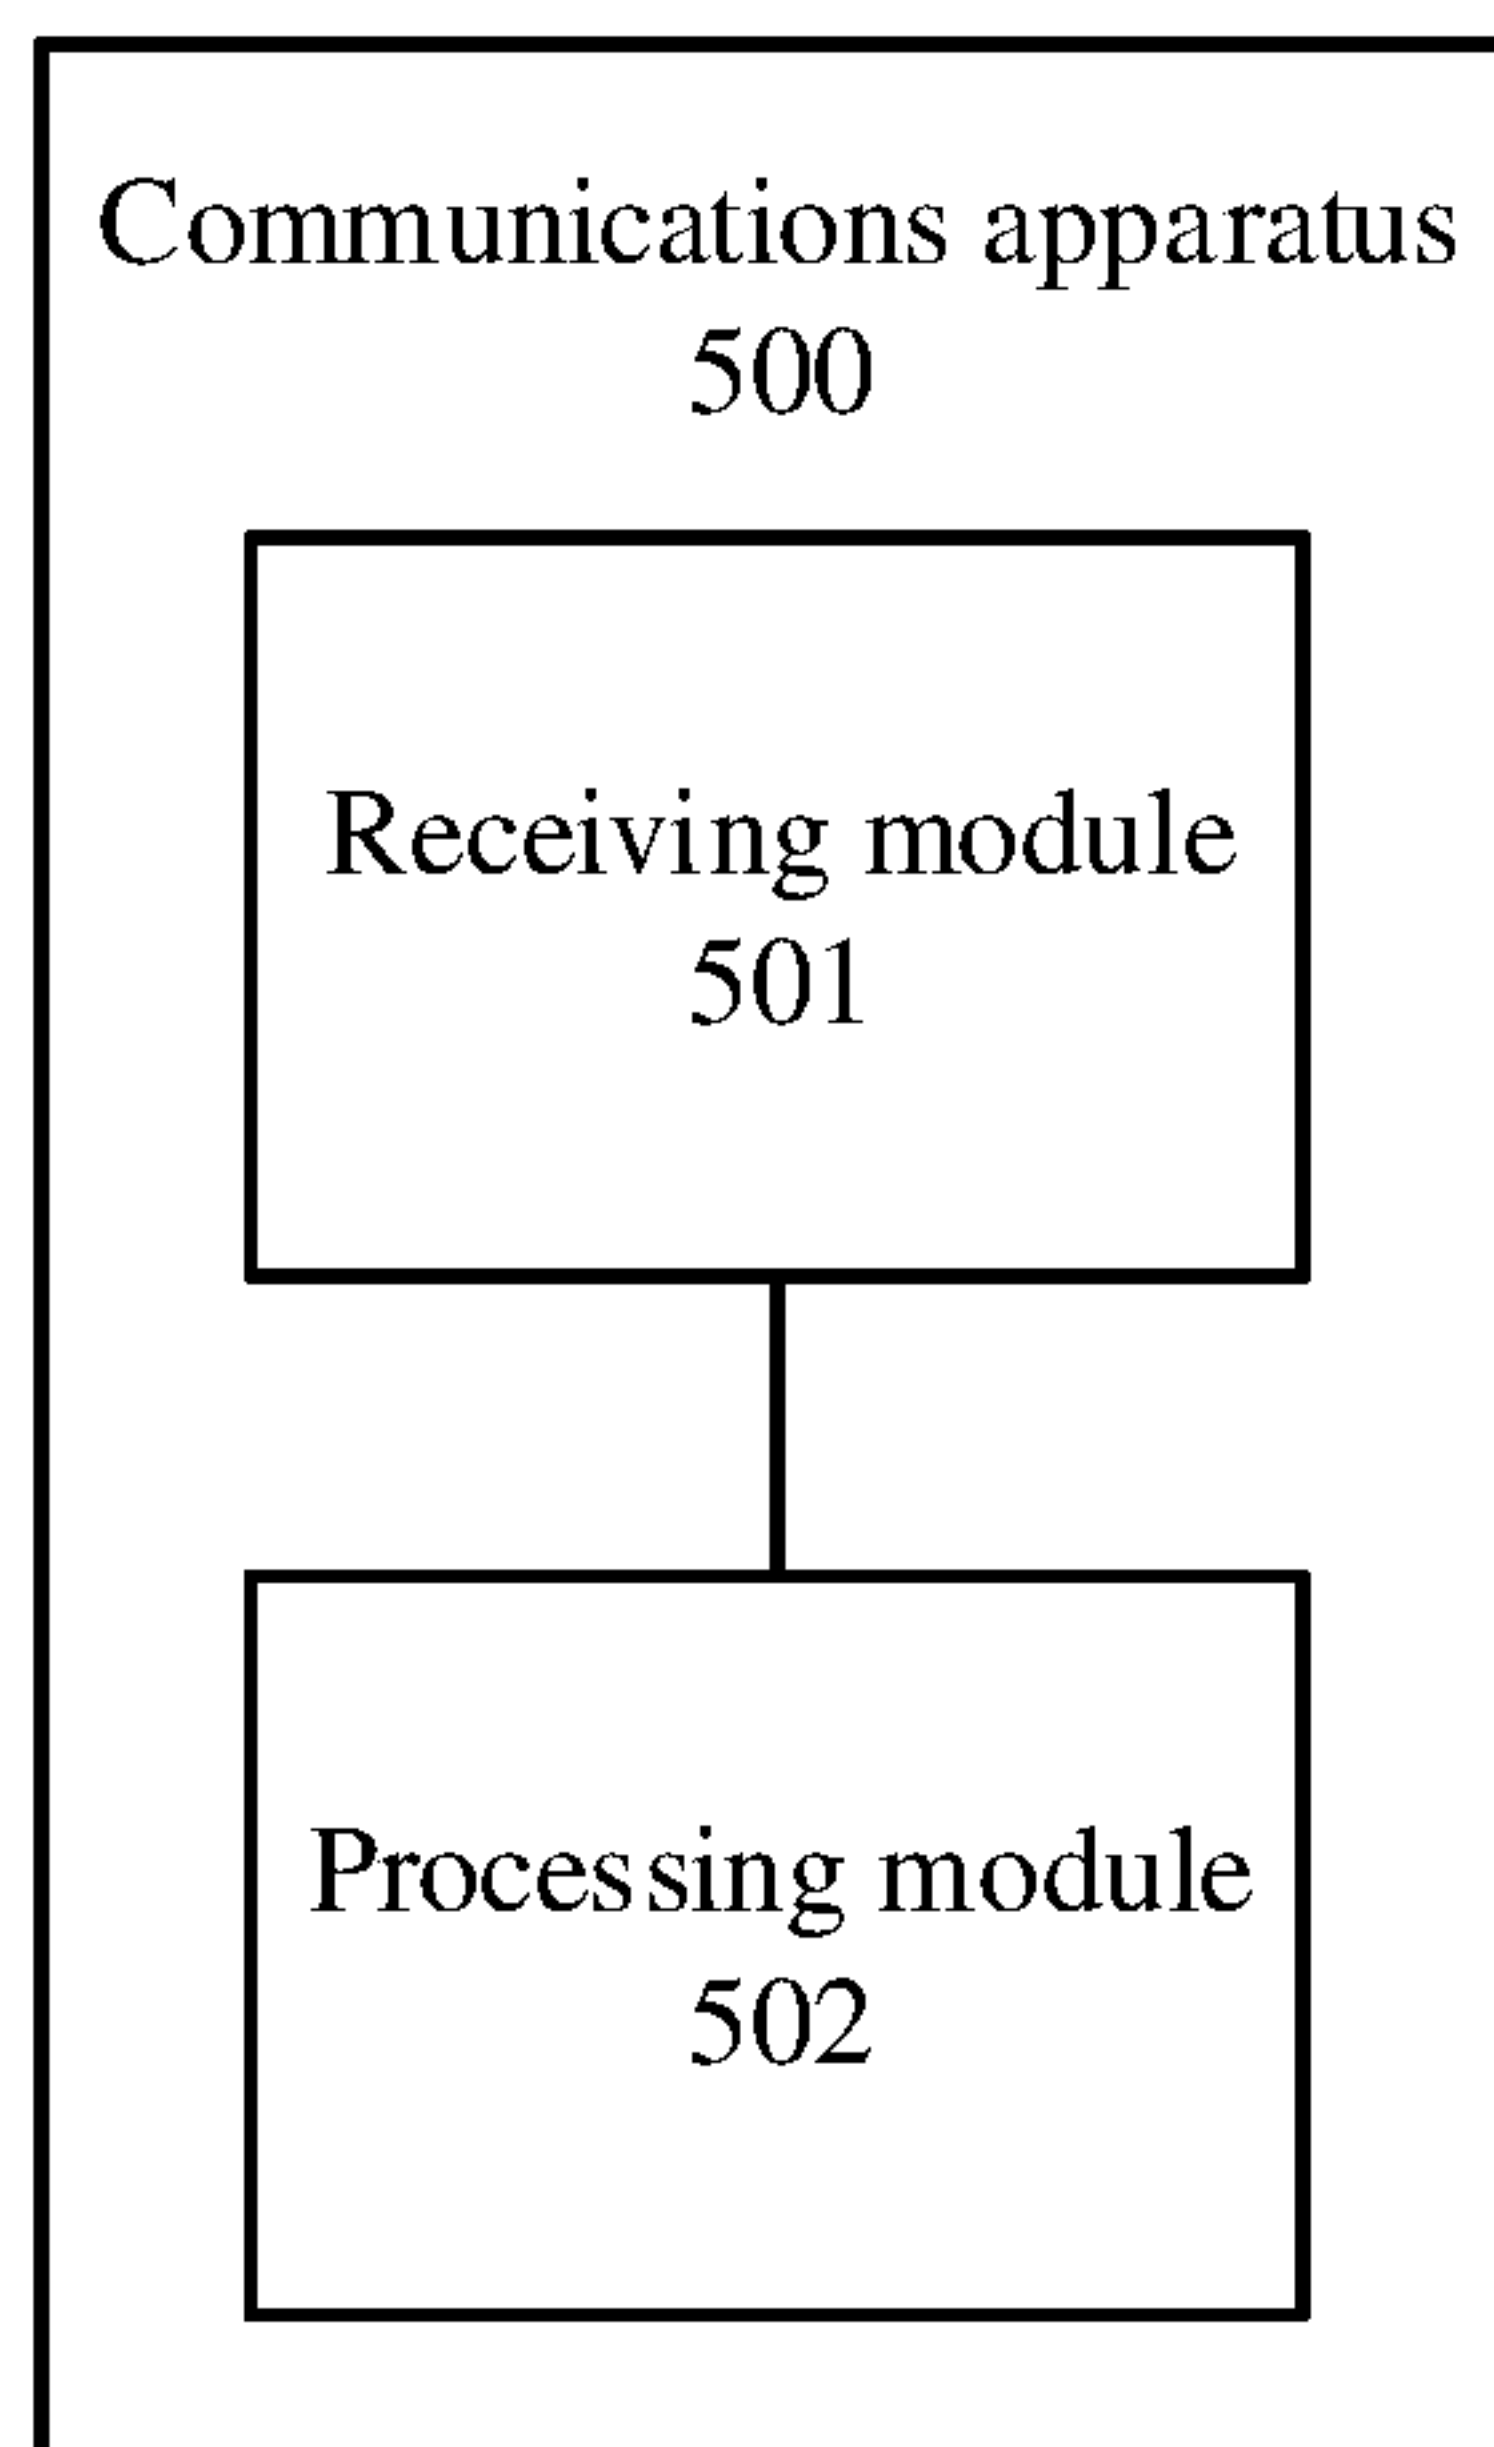 Communications apparatus
500
Receiving module
501
Processing module
502